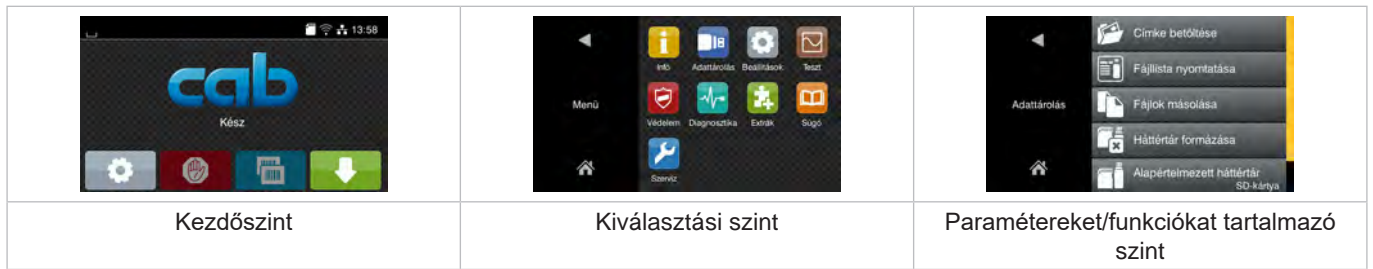 13:58
cab
Kész
Kezdőszint
Menü
Infó
Adattárolás
Beállítások
Teszt
Védelem
Diagnosztika
Extrák
Súgó
Szerviz
Kiválasztási szint
Adattárolás
Címke betöltése
Fájllista nyomtatása
Fájlok másolása
Háttértár formázása
Alapértelmezett háttértár
SD-kártya
Paramétereket/funkciókat tartalmazó
szint